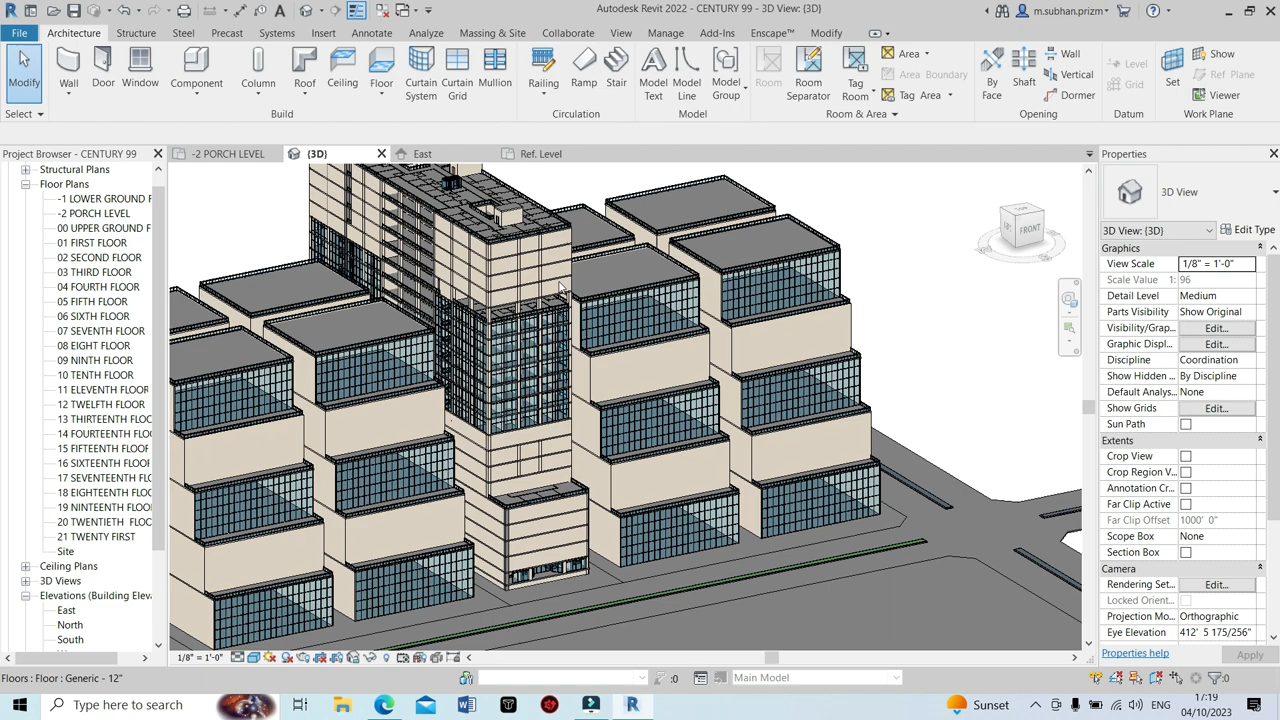 Autodesk Revit 2022 - CENTURY 99 - 3D View: {3D}
m.subhan.prizm
File Architecture Structure Steel Precast Systems Insert Annotate Analyze Massing & Site Collaborate View Manage Add-Ins Enscape™ Modify
Modify Wall Door Window Component Column Roof Ceiling Floor Curtain System Curtain Grid Mullion Railing Ramp Stair Model Text Model Line Model Group Room Room Separator Tag Room
Area
Area Boundary
Tag Area
By Face Shaft
Wall
Vertical
Dormer
Level
Grid
Set
Show
Ref Plane
Viewer
Select Build Circulation Model Room & Area Opening Datum Work Plane
Project Browser - CENTURY 99
-2 PORCH LEVEL {3D} East Ref. Level
Properties
Structural Plans
Floor Plans
-1 LOWER GROUND F
-2 PORCH LEVEL
00 UPPER GROUND F
01 FIRST FLOOR
02 SECOND FLOOR
03 THIRD FLOOR
04 FOURTH FLOOR
05 FIFTH FLOOR
06 SIXTH FLOOR
07 SEVENTH FLOOR
08 EIGHT FLOOR
09 NINTH FLOOR
10 TENTH FLOOR
11 ELEVENTH FLOOR
12 TWELFTH FLOOR
13 THIRTEENTH FLOO
14 FOURTEENTH FLOO
15 FIFTEENTH FLOOR
16 SIXTEENTH FLOOR
17 SEVENTEENTH FLO
18 EIGHTEENTH FLOO
19 NINTEENTH FLOOR
20 TWENTIETH FLOO
21 TWENTY FIRST
Site
Ceiling Plans
3D Views
Elevations (Building Eleva
East
North
South
FRONT
3D View
3D View: {3D} Edit Type
Graphics
View Scale 1/8" = 1'-0"
Scale Value 1: 96
Detail Level Medium
Parts Visibility Show Original
Visibility/Grap... Edit...
Graphic Displ... Edit...
Discipline Coordination
Show Hidden ... By Discipline
Default Analys... None
Show Grids Edit...
Sun Path
Extents
Crop View
Crop Region V...
Annotation Cr...
Far Clip Active
Far Clip Offset 1000' 0"
Scope Box None
Section Box
Camera
Rendering Set... Edit...
Locked Orient...
Projection Mo... Orthographic
Eye Elevation 412' 5 175/256"
Properties help Apply
1/8" = 1'-0"
Floors : Floor : Generic - 12" :0 Main Model :0
Type here to search Sunset ENG 17:19
04/10/2023